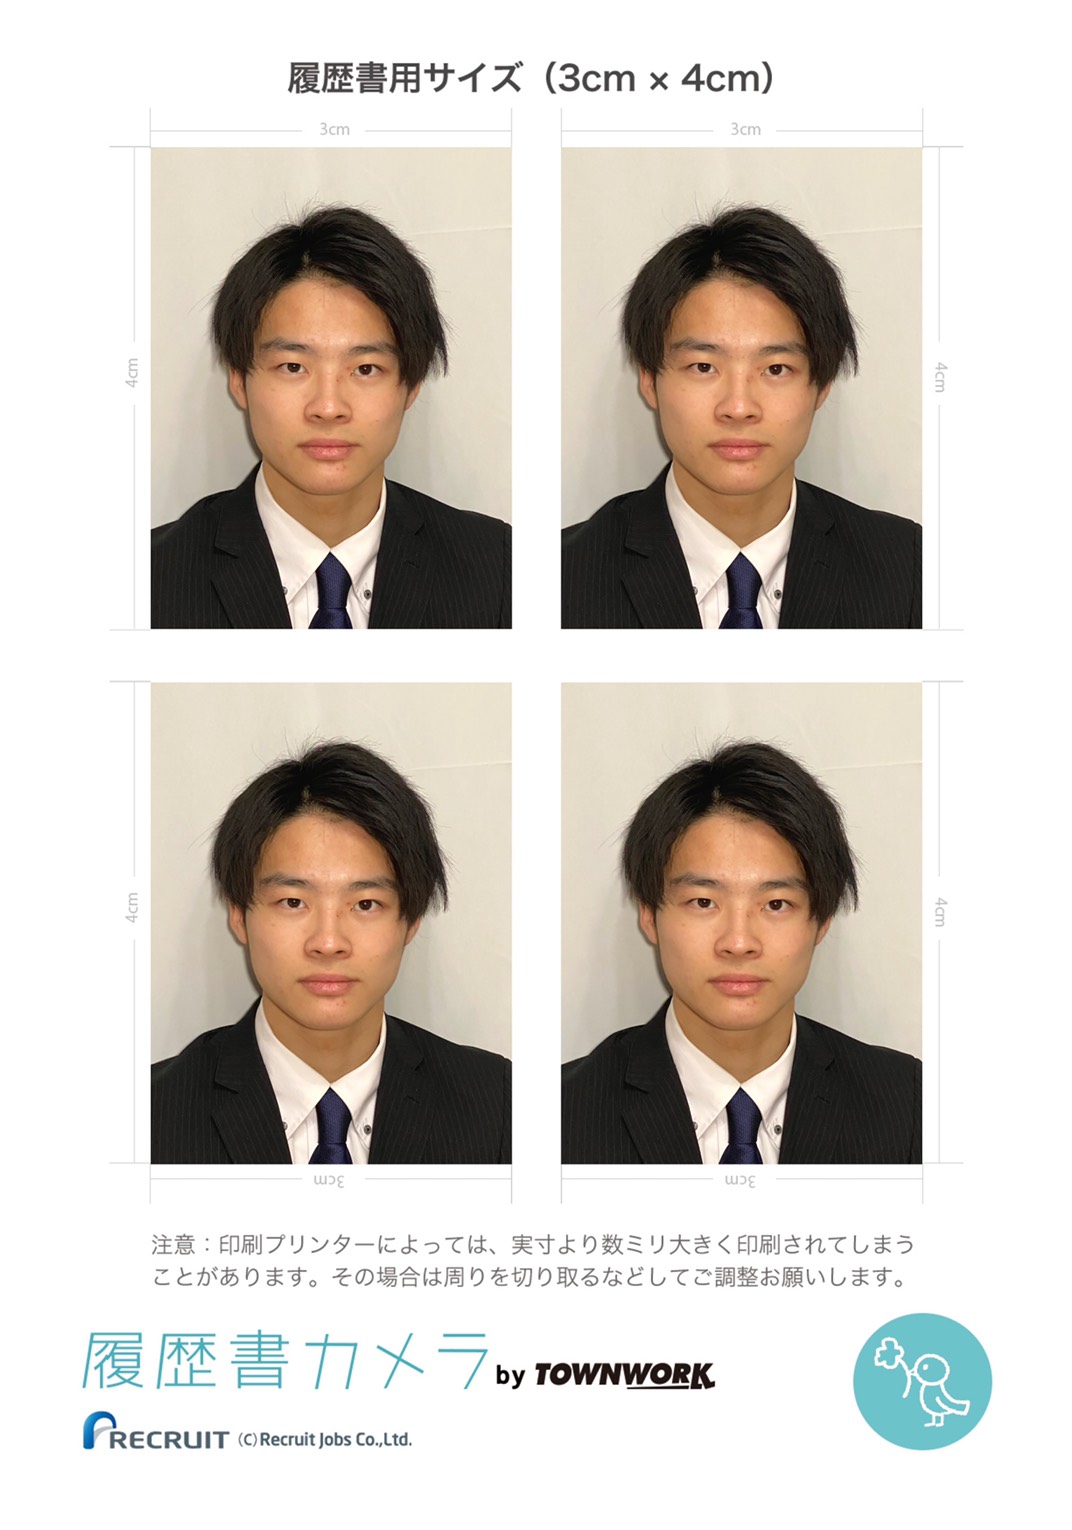 履歴書用サイズ（3cm × 4cm）
3cm
3cm
4cm
4cm
4cm
4cm
3cm
3cm
注意：印刷プリンターによっては、実寸より数ミリ大きく印刷されてしまう
ことがあります。その場合は周りを切り取るなどしてご調整お願いします。
履歴書カメラ by TOWNWORK
RECRUIT (C)Recruit Jobs Co.,Ltd.